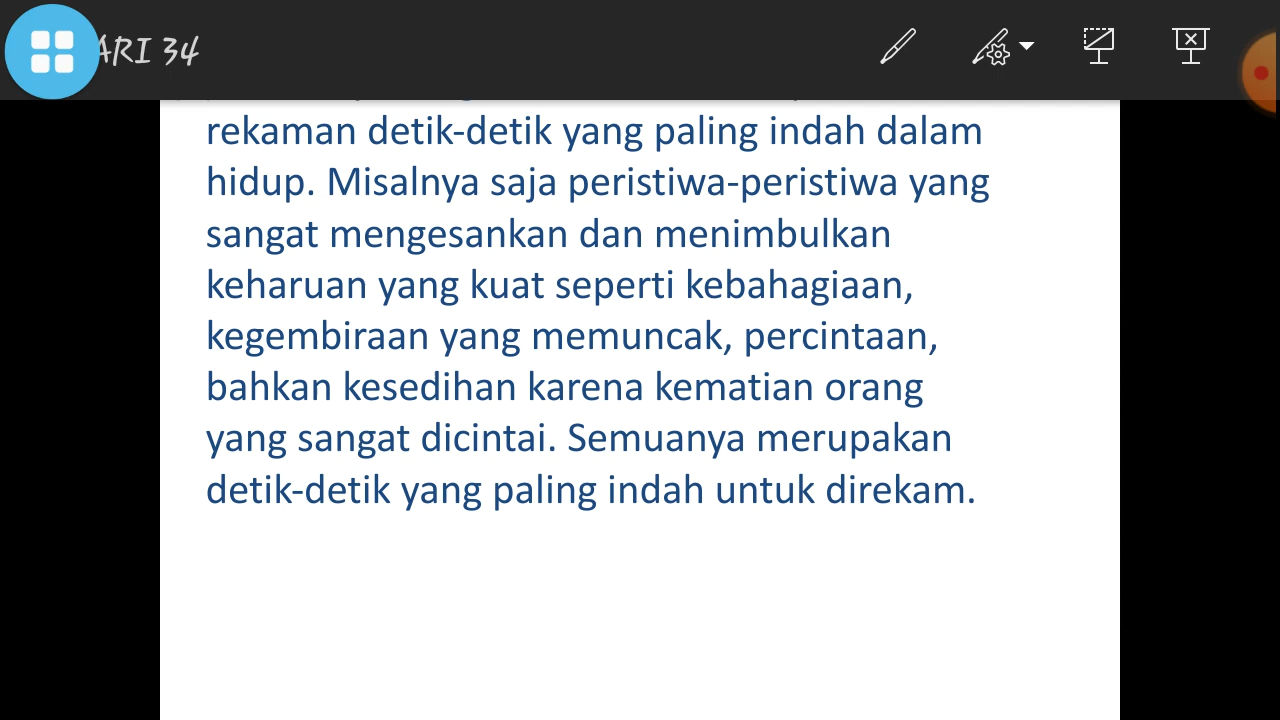 ARI 34
rekaman detik-detik yang paling indah dalam
hidup. Misalnya saja peristiwa-peristiwa yang
sangat mengesankan dan menimbulkan
keharuan yang kuat seperti kebahagiaan,
kegembiraan yang memuncak, percintaan,
bahkan kesedihan karena kematian orang
yang sangat dicintai. Semuanya merupakan
detik-detik yang paling indah untuk direkam.